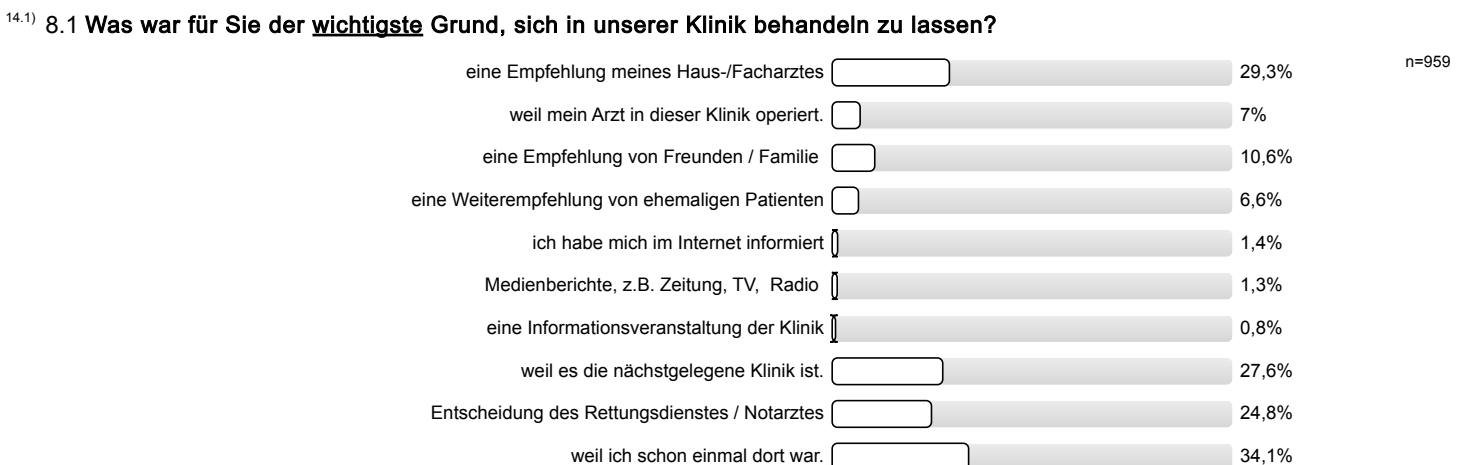 14.1) 8.1 Was war für Sie der wichtigste Grund, sich in unserer Klinik behandeln zu lassen?
eine Empfehlung meines Haus-/Facharztes 29,3% n=959
weil mein Arzt in dieser Klinik operiert. 7%
eine Empfehlung von Freunden / Familie 10,6%
eine Weiterempfehlung von ehemaligen Patienten 6,6%
ich habe mich im Internet informiert 1,4%
Medienberichte, z.B. Zeitung, TV, Radio 1,3%
eine Informationsveranstaltung der Klinik 0,8%
weil es die nächstgelegene Klinik ist. 27,6%
Entscheidung des Rettungsdienstes / Notarztes 24,8%
weil ich schon einmal dort war. 34,1%